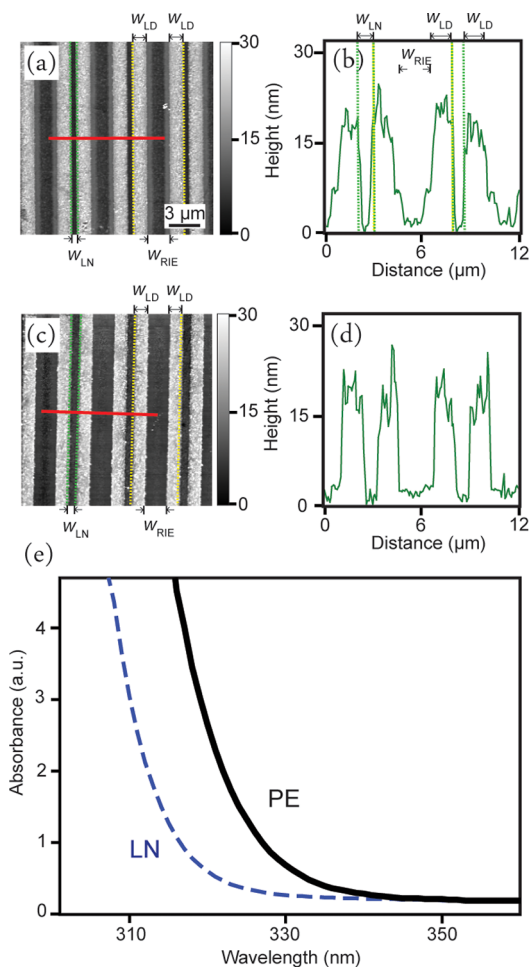 W_LD W_LD
(a)
30
15
0
Height (nm)
3 μm
W_LN W_RIE
W_LN W_LD W_LD
(b)
W_RIE
30
15
0
Height (nm)
0 6 12
Distance (μm)
W_LD W_LD
(c)
30
15
0
Height (nm)
W_LN W_RIE
(d)
30
15
0
0 6 12
Distance (μm)
(e)
4
3
2
1
0
Absorbance (a.u.)
PE
LN
310 330 350
Wavelength (nm)